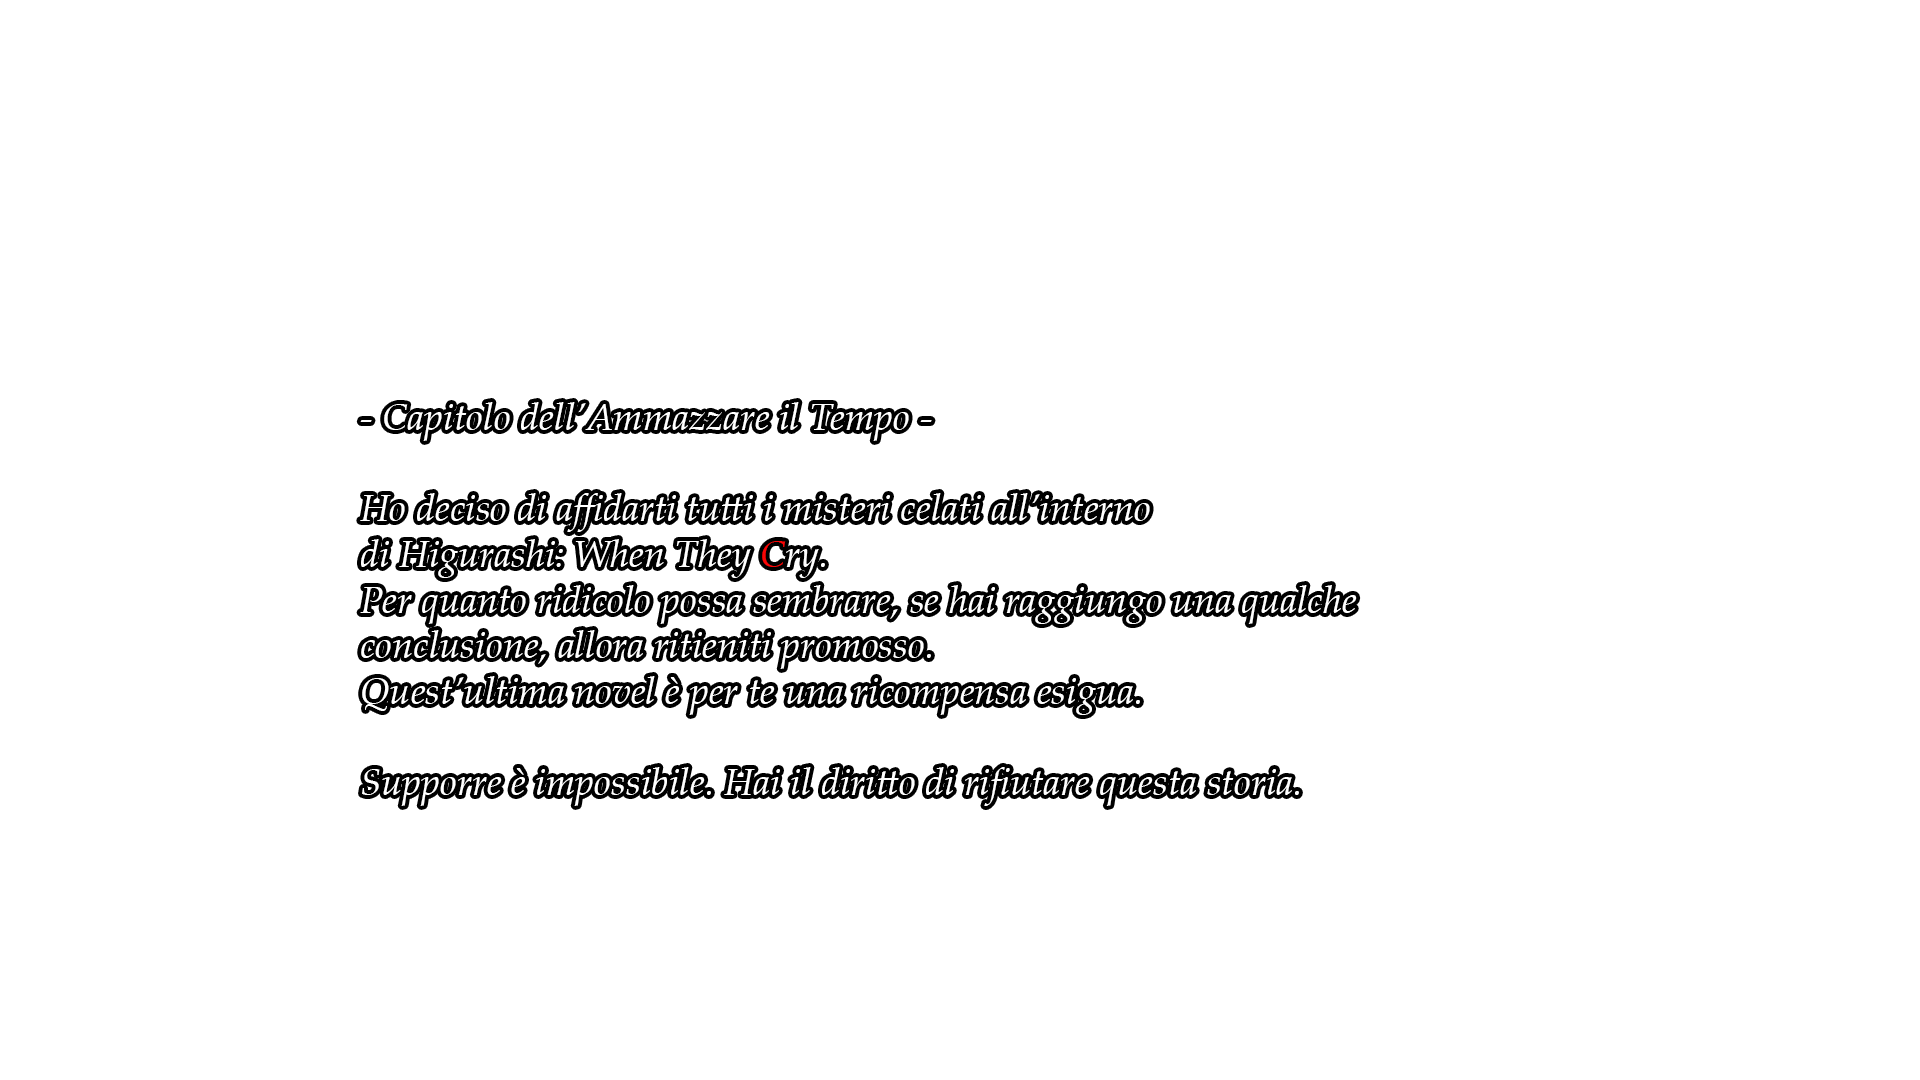 - Capitolo dell'Ammazzare il Tempo -
Ho deciso di affidarti tutti i misteri celati all'interno
di Higurashi: When They Cry.
Per quanto ridicolo possa sembrare, se hai raggiungo una qualche
conclusione, allora ritieniti promosso.
Quest'ultima novel è per te una ricompensa esigua.
Supporre è impossibile. Hai il diritto di rifiutare questa storia.